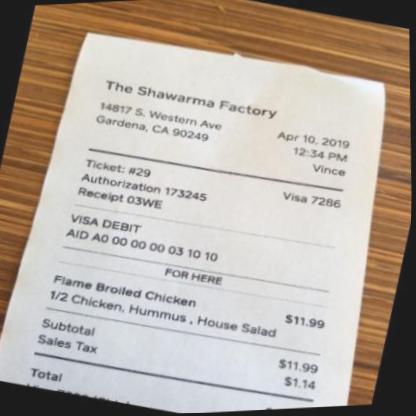 The Shawarma Factory
14817 S. Western Ave
Gardena, CA 90249
Apr 10, 2019
12:34 PM
Vince
Ticket: #29
Visa 7286
Authorization 173245
Receipt 03WE
VISA DEBIT
AID A0 00 00 00 03 10 10
FOR HERE
Flame Broiled Chicken $11.99
1/2 Chicken, Hummus , House Salad
Subtotal $11.99
Sales Tax $1.14
Total